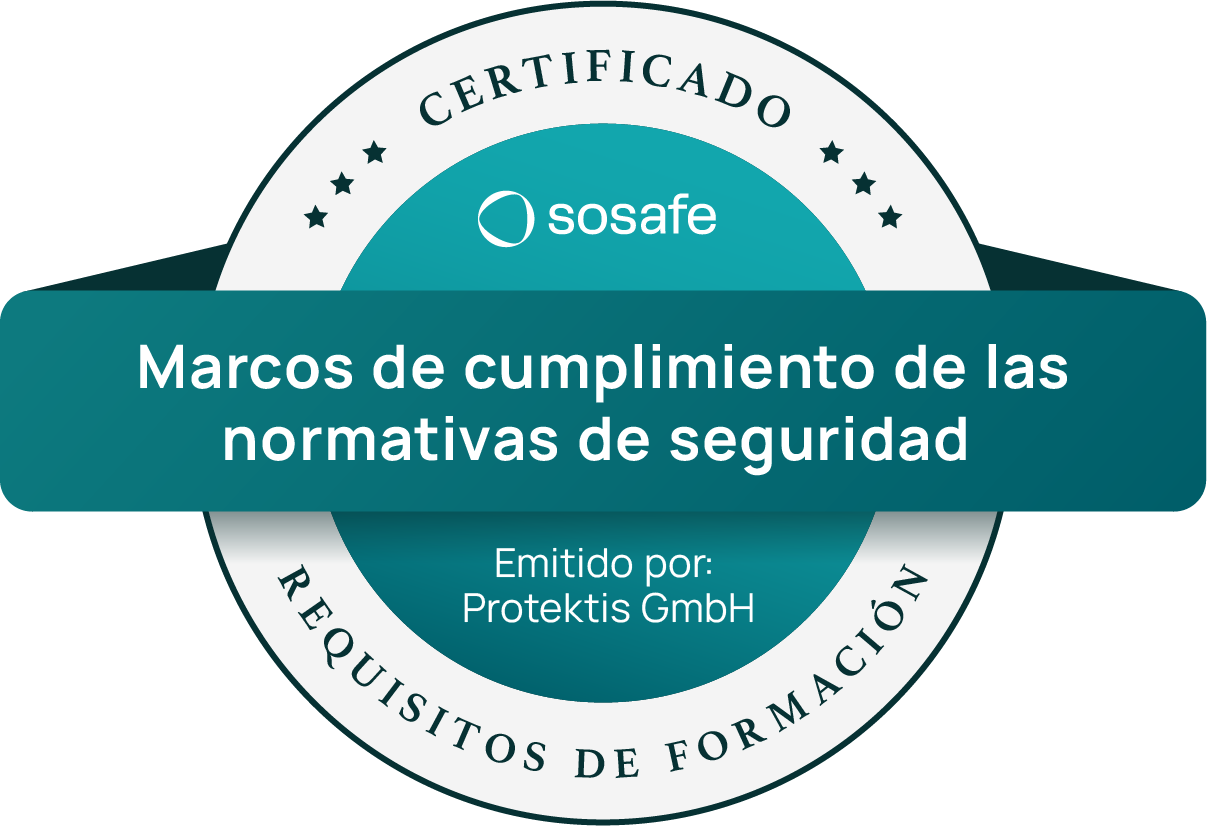 CERTIFICADO
sosafe
Marcos de cumplimiento de las
normativas de seguridad
Emitido por:
Protektis GmbH
REQUISITOS DE FORMACIÓN